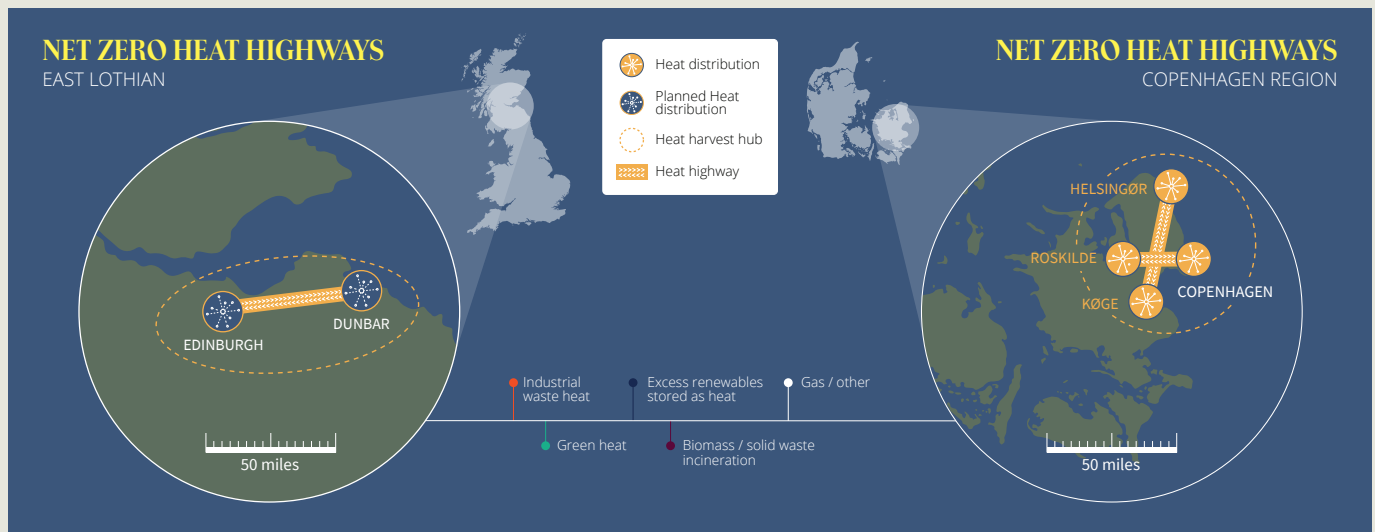 NET ZERO HEAT HIGHWAYS
EAST LOTHIAN
Heat distribution
Planned Heat
distribution
Heat harvest hub
Heat highway
NET ZERO HEAT HIGHWAYS
COPENHAGEN REGION
EDINBURGH
DUNBAR
50 miles
HELSINGØR
ROSKILDE
KØGE
COPENHAGEN
50 miles
Industrial
waste heat
Excess renewables
stored as heat
Gas / other
Green heat
Biomass / solid waste
incineration